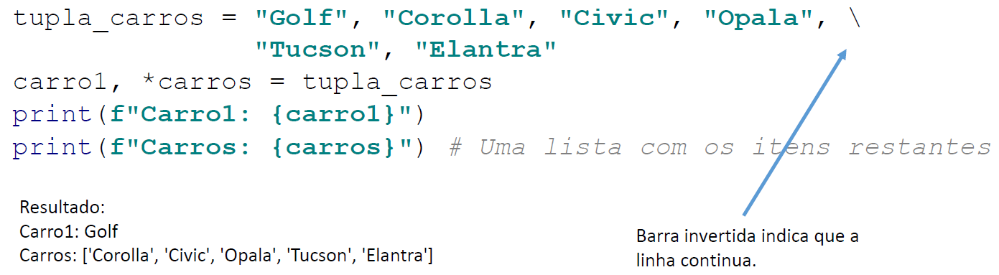 tupla_carros = "Golf", "Corolla", "Civic", "Opala", \
"Tucson", "Elantra"
carro1, *carros = tupla_carros
print(f"Carro1: {carro1}")
print(f"Carros: {carros}") # Uma lista com os itens restantes
Resultado:
Carro1: Golf
Carros: ['Corolla', 'Civic', 'Opala', 'Tucson', 'Elantra']
Barra invertida indica que a
linha continua.